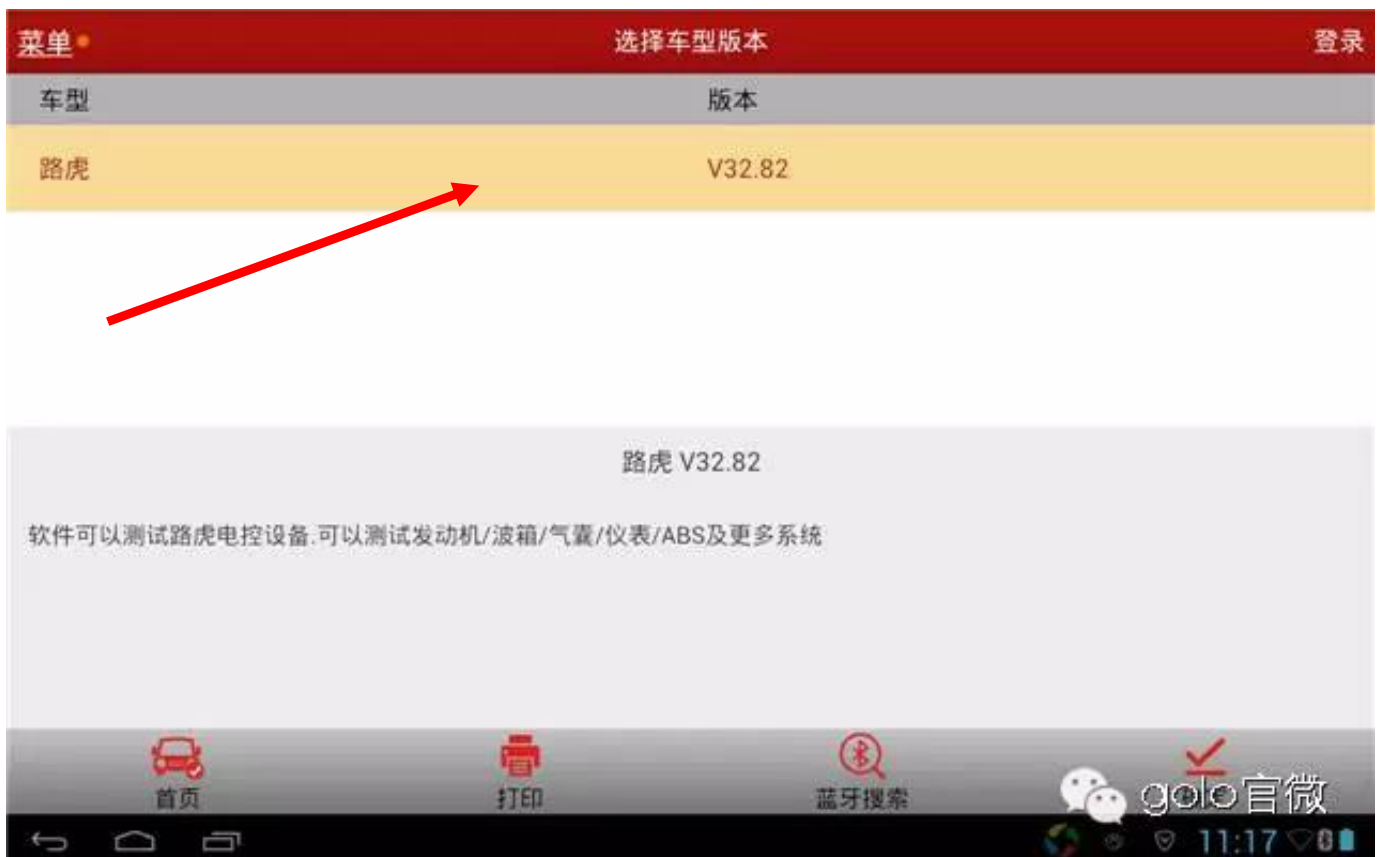 菜单
选择车型版本
登录
车型
版本
路虎
V32.82
路虎 V32.82
软件可以测试路虎电控设备.可以测试发动机/波箱/气囊/仪表/ABS及更多系统
首页
打印
蓝牙搜索
golo官微
11:17